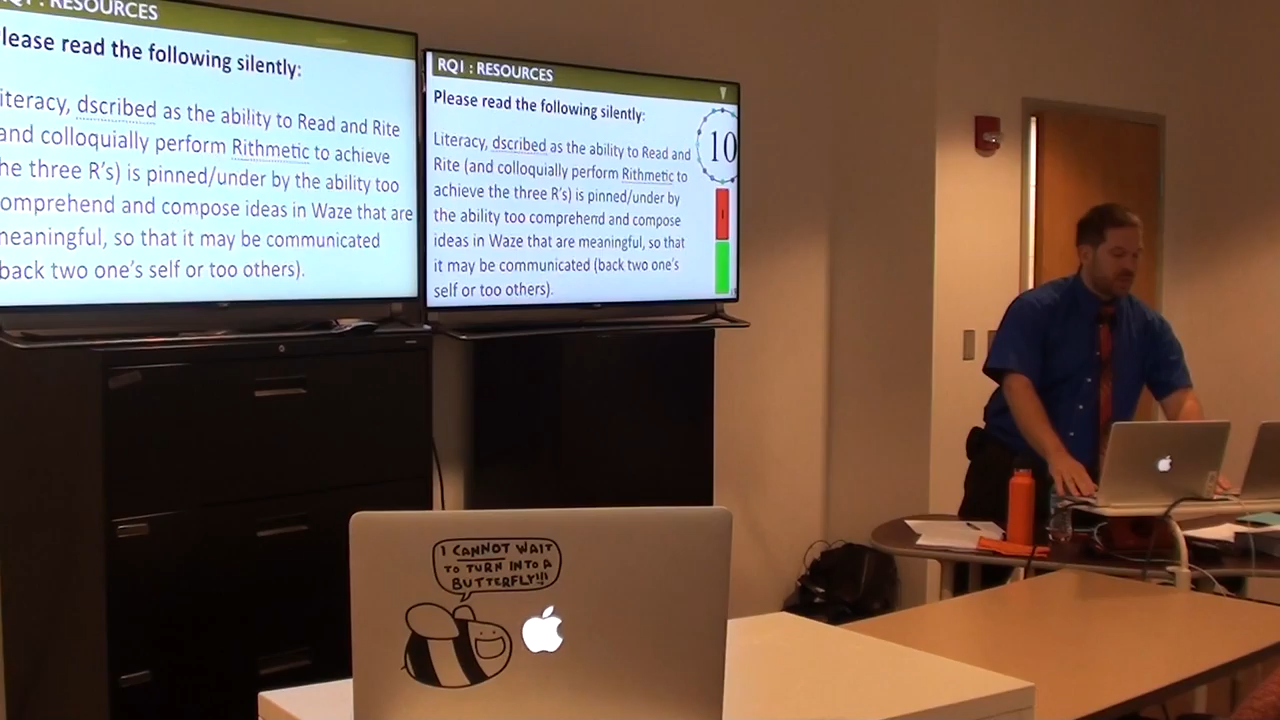 : RESOURCES
lease read the following silently:
iteracy, dscribed as the ability to Read and Rite
and colloquially perform Rithmetic to achieve
he three R's) is pinned/under by the ability too
omprehend and compose ideas in Waze that are
meaningful, so that it may be communicated
back two one's self or too others).
RQ1 : RESOURCES
Please read the following silently:
10
Literacy, dscribed as the ability to Read and
Rite (and colloquially perform Rithmetic to
achieve the three R's) is pinned/under by
the ability too comprehend and compose
ideas in Waze that are meaningful, so that
it may be communicated (back two one's
self or too others).
I CANNOT WAIT
TO TURN INTO A
BUTTERFLY!!!